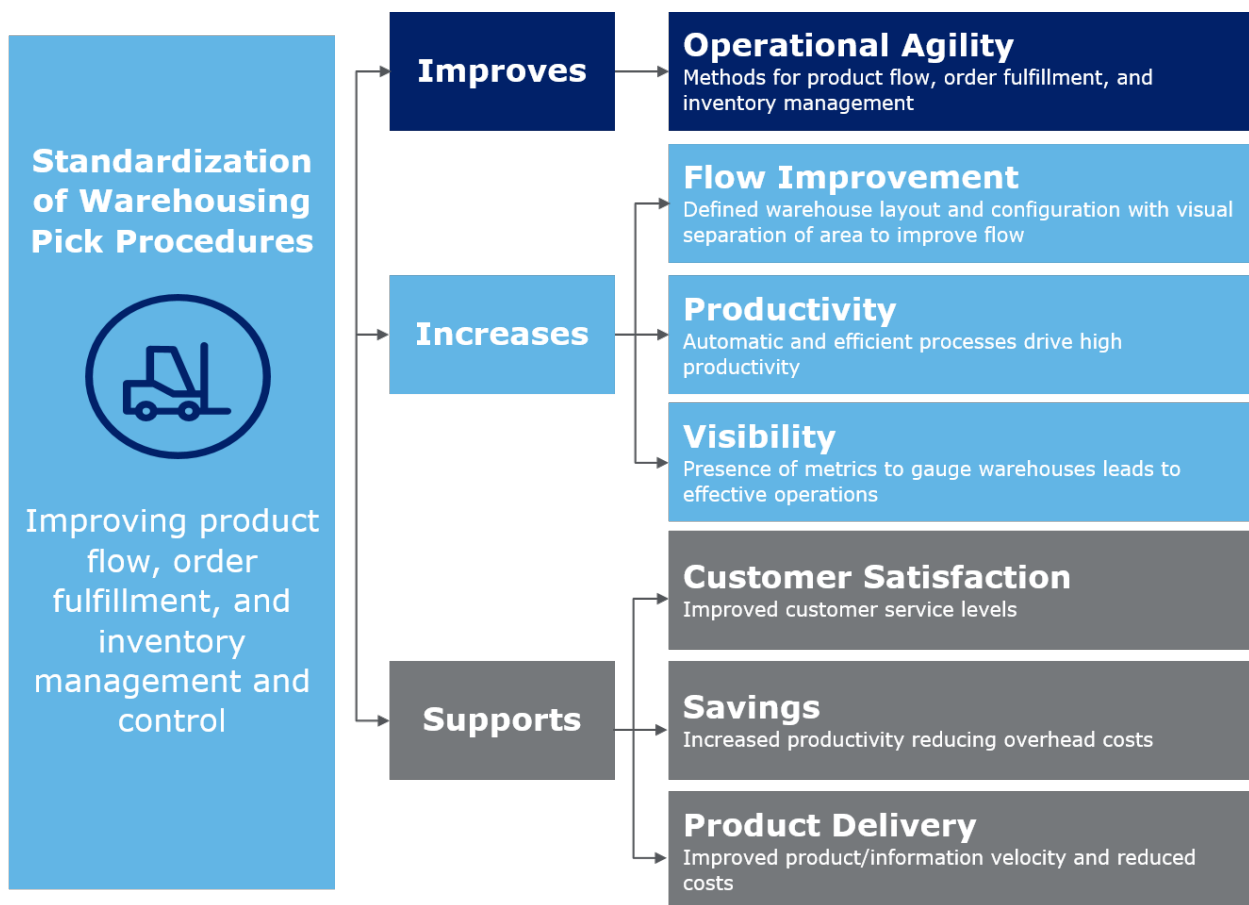 Standardization
of Warehousing
Pick Procedures
Improving product
flow, order
fulfillment, and
inventory
management and
control
Improves
Operational Agility
Methods for product flow, order fulfillment, and
inventory management
Increases
Flow Improvement
Defined warehouse layout and configuration with visual
separation of area to improve flow
Productivity
Automatic and efficient processes drive high
productivity
Visibility
Presence of metrics to gauge warehouses leads to
effective operations
Supports
Customer Satisfaction
Improved customer service levels
Savings
Increased productivity reducing overhead costs
Product Delivery
Improved product/information velocity and reduced
costs